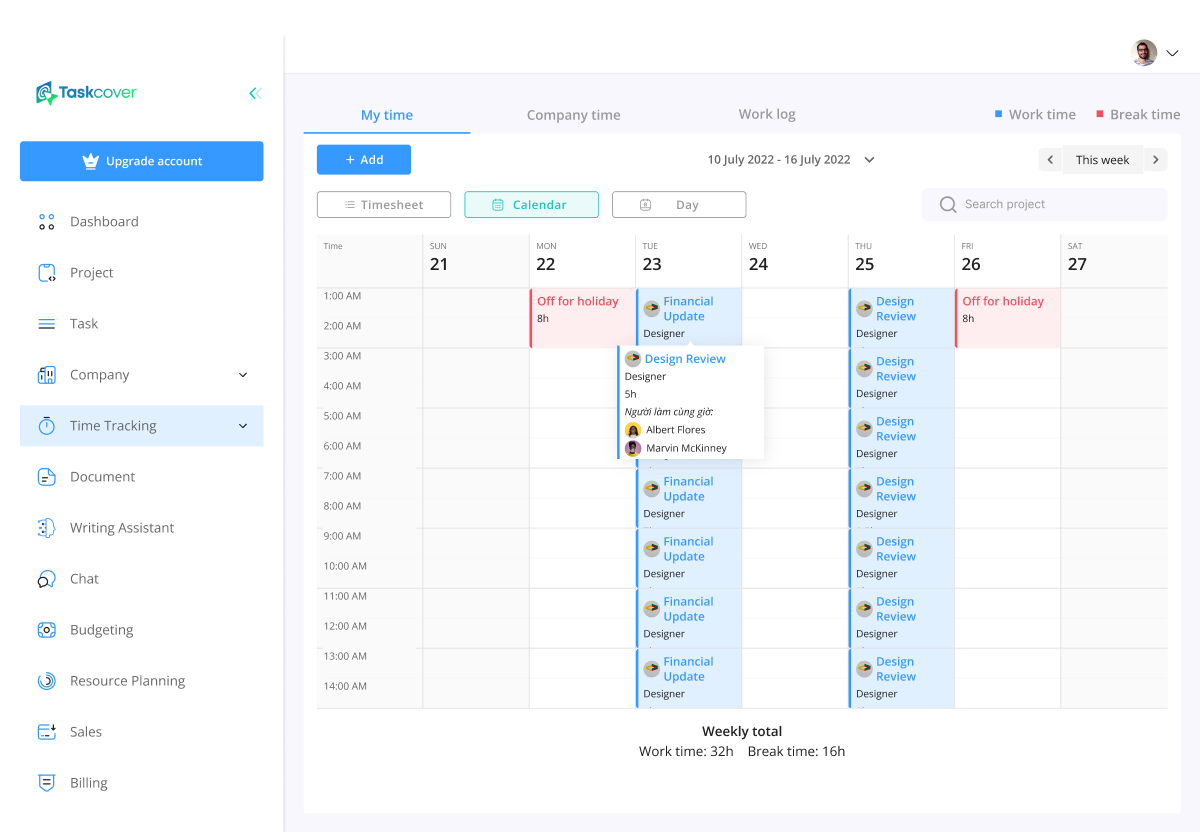 Taskcover
Upgrade account
Dashboard
Project
Task
Company
Time Tracking
Document
Writing Assistant
Chat
Budgeting
Resource Planning
Sales
Billing
My time
Company time
Work log
Work time
Break time
+ Add
10 July 2022 - 16 July 2022
This week
Timesheet
Calendar
8
Day
Search project
Time
SUN
21
MON
22
TUE
23
WED
24
THU
25
FRI
26
SAT
27
1:00 AM
2:00 AM
3:00 AM
4:00 AM
5:00 AM
6:00 AM
7:00 AM
8:00 AM
9:00 AM
10:00 AM
11:00 AM
12:00 AM
13:00 AM
14:00 AM
Off for holiday
8h
Financial
Update
Designer
Design Review
Designer
5h
Người làm cùng giờ:
Albert Flores
Marvin McKinney
Financial
Update
Designer
Financial
Update
Designer
Financial
Update
Designer
Financial
Update
Designer
Design
Review
Designer
Design
Review
Designer
Design
Review
Designer
Design
Review
Designer
Design
Review
Designer
Design
Review
Designer
Design
Review
Designer
Off for holiday
8h
Weekly total
Work time: 32h Break time: 16h